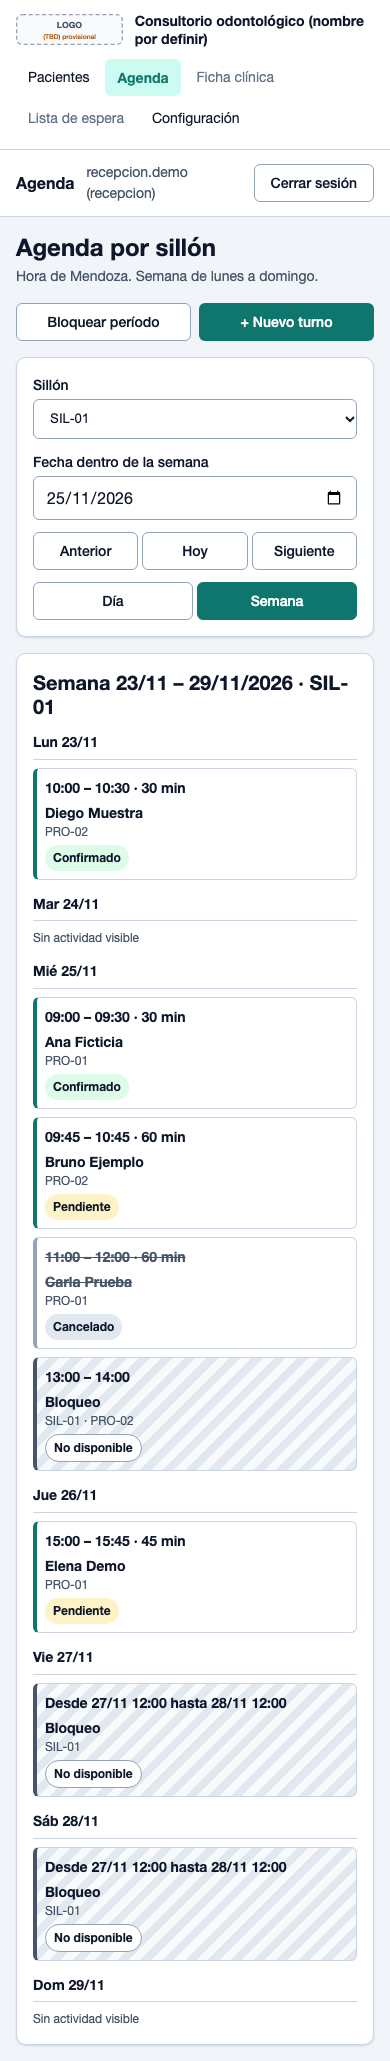 LOGO
(TBD) provisional
Consultorio odontológico (nombre
por definir)
Pacientes
Agenda
Ficha clínica
Lista de espera
Configuración
Agenda
recepcion.demo
(recepcion)
Cerrar sesión
Agenda por sillón
Hora de Mendoza. Semana de lunes a domingo.
Bloquear período
+ Nuevo turno
Sillón
SIL-01
Fecha dentro de la semana
25/11/2026
Anterior
Hoy
Siguiente
Día
Semana
Semana 23/11 – 29/11/2026 · SIL-
01
Lun 23/11
10:00 – 10:30 · 30 min
Diego Muestra
PRO-02
Confirmado
Mar 24/11
Sin actividad visible
Mié 25/11
09:00 – 09:30 · 30 min
Ana Ficticia
PRO-01
Confirmado
09:45 – 10:45 · 60 min
Bruno Ejemplo
PRO-02
Pendiente
11:00 – 12:00 · 60 min
Carla Prueba
PRO-01
Cancelado
13:00 – 14:00
Bloqueo
SIL-01 · PRO-02
No disponible
Jue 26/11
15:00 – 15:45 · 45 min
Elena Demo
PRO-01
Pendiente
Vie 27/11
Desde 27/11 12:00 hasta 28/11 12:00
Bloqueo
SIL-01
No disponible
Sáb 28/11
Desde 27/11 12:00 hasta 28/11 12:00
Bloqueo
SIL-01
No disponible
Dom 29/11
Sin actividad visible